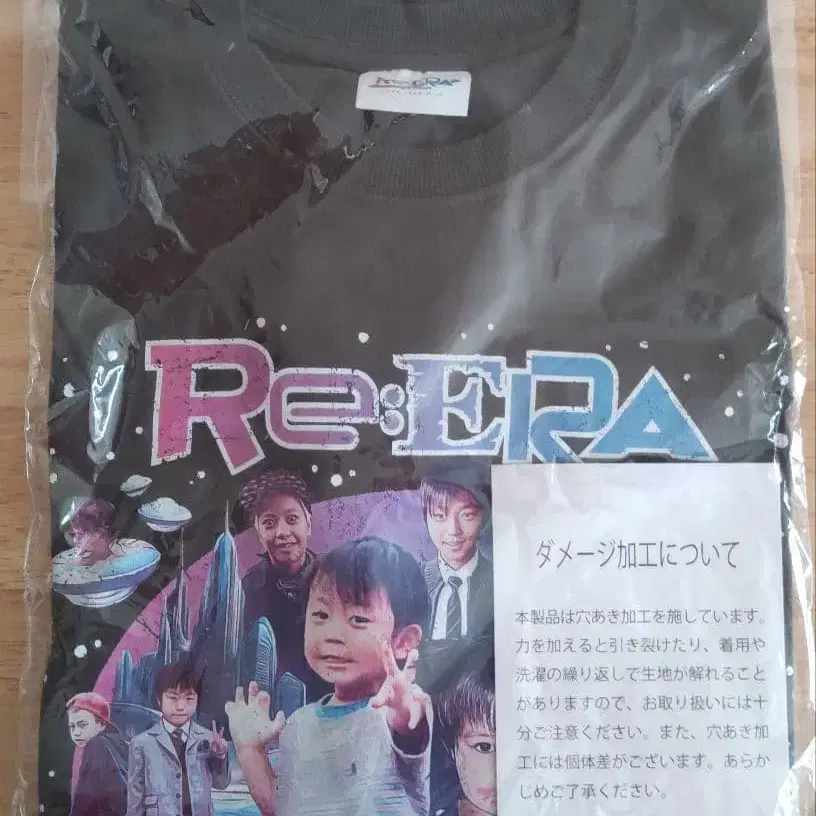 Re:ERA
Re:ERA
ダメージ加工について
本製品は穴あき加工を施しています。
力を加えると引き裂けたり、着用や
洗濯の繰り返しで生地が解れること
がありますので、お取り扱いには十
分ご注意ください。また、穴あき加
工には個体差がございます。あらか
じめご了承ください。